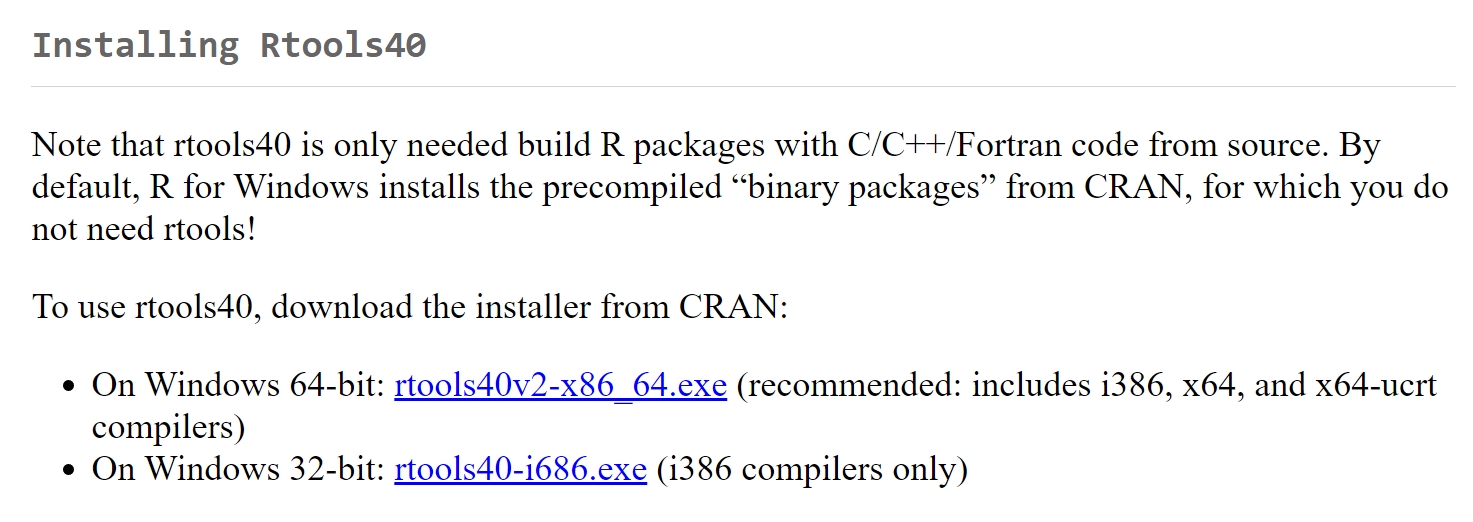 Installing Rtools40
Note that rtools40 is only needed build R packages with C/C++/Fortran code from source. By
default, R for Windows installs the precompiled “binary packages” from CRAN, for which you do
not need rtools!
To use rtools40, download the installer from CRAN:
• On Windows 64-bit: rtools40v2-x86_64.exe (recommended: includes i386, x64, and x64-ucrt
compilers)
• On Windows 32-bit: rtools40-i686.exe (i386 compilers only)